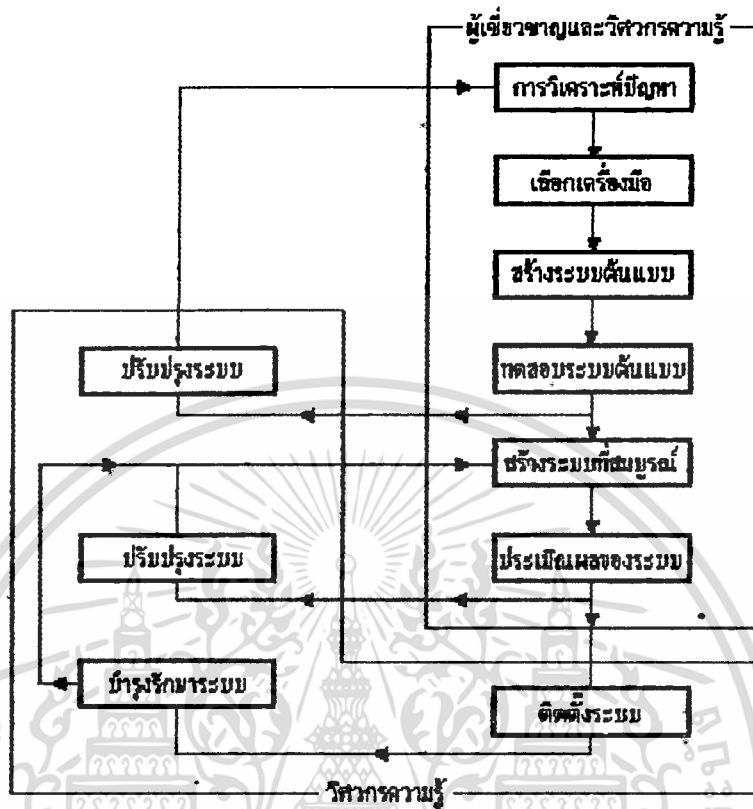 ผู้เชี่ยวชาญและวิศวกรความรู้
การวิเคราะห์ปัญหา
เลือกเครื่องมือ
สร้างระบบต้นแบบ
ปรับปรุงระบบ
ทดสอบระบบต้นแบบ
สร้างระบบที่สมบูรณ์
ปรับปรุงระบบ
ประเมินผลของระบบ
บำรุงรักษาระบบ
ติดตั้งระบบ
วิศวกรความรู้